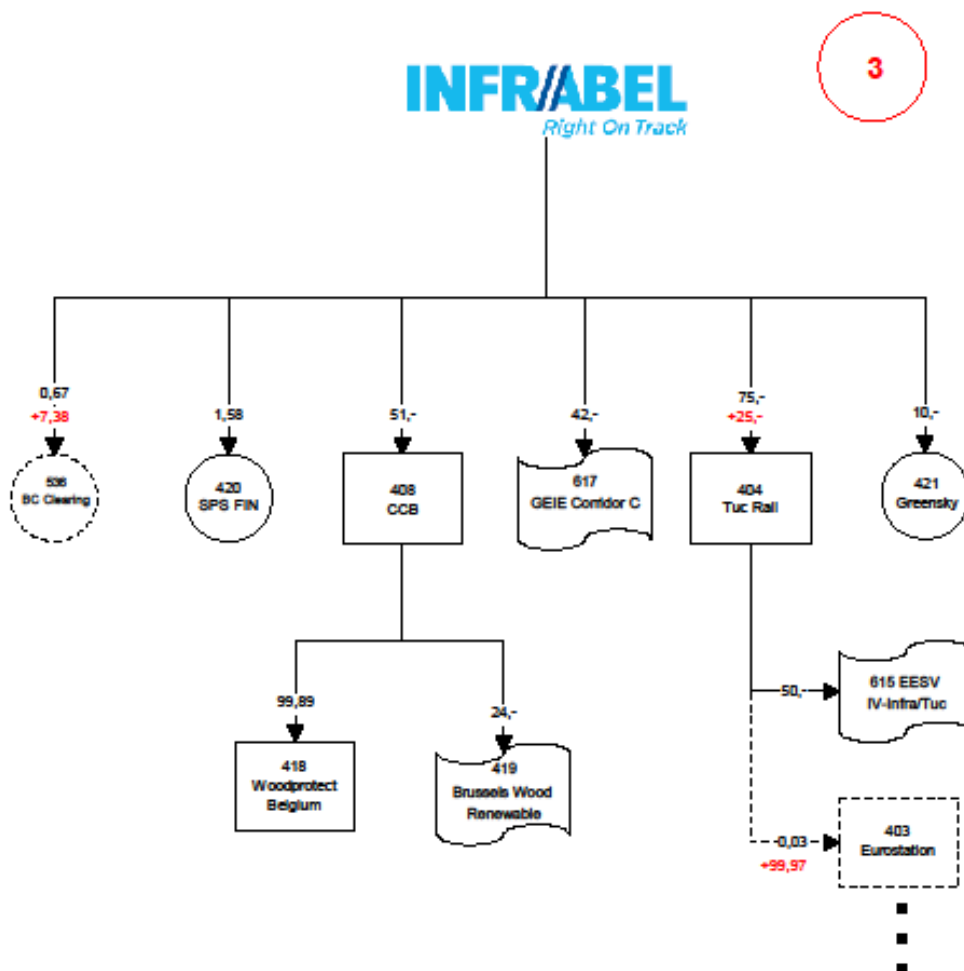 3
INFRABEL
Right On Track
0,67
+7,38
1,58
51,-
42,-
75,-
+25,-
10,-
536
BC Clearing
420
SPS FIN
408
CCB
617
GEIE Corridor C
404
Tuc Rail
421
Greensky
99,89
24,-
50,-
615 EESV
IV-Infra/Tuc
418
Woodprotect
Belgium
419
Brussels Wood
Renewable
0,03
+99,97
403
Eurostation